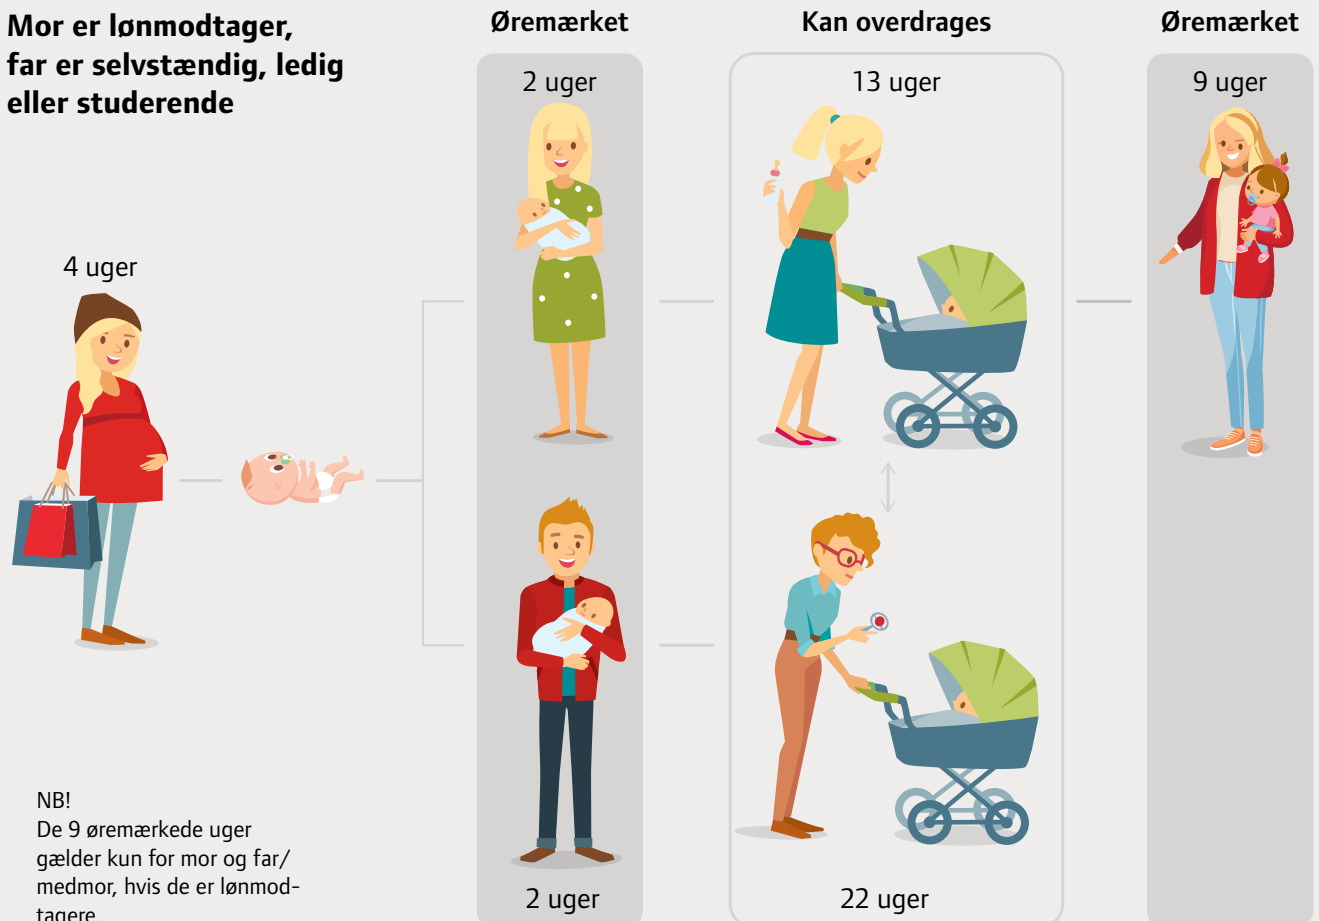 Mor er lønmodtager,
far er selvstændig, ledig
eller studerende
Øremærket
Kan overdrages
Øremærket
2 uger
13 uger
9 uger
4 uger
NB!
De 9 øremærkede uger
gælder kun for mor og far/
medmor, hvis de er lønmod-
tagere.
2 uger
22 uger